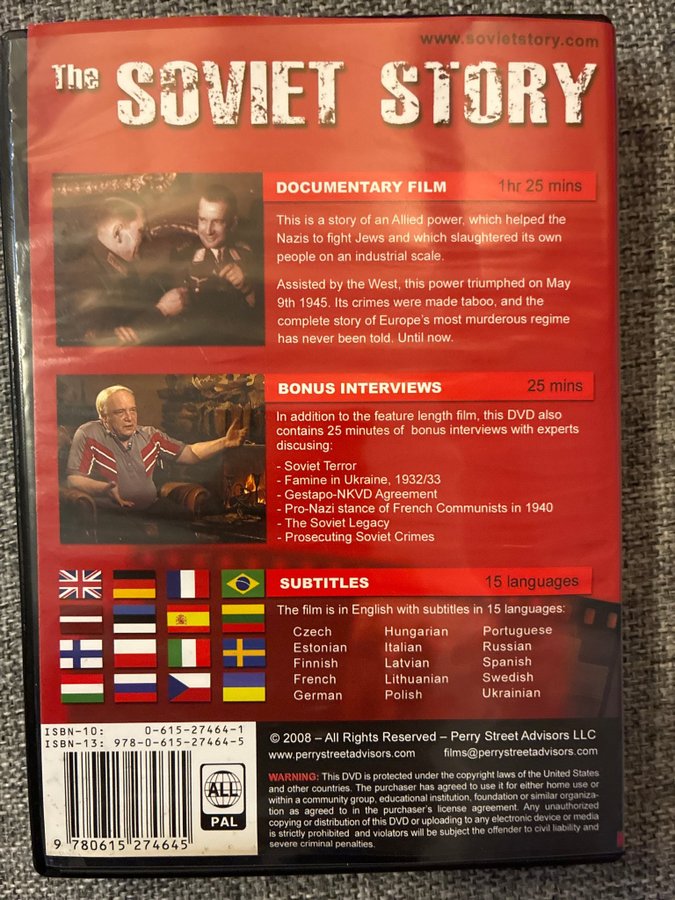 www.sovietstory.com
The SOVIET STORY
DOCUMENTARY FILM 1hr 25 mins
This is a story of an Allied power, which helped the
Nazis to fight Jews and which slaughtered its own
people on an industrial scale.
Assisted by the West, this power triumphed on May
9th 1945. Its crimes were made taboo, and the
complete story of Europe's most murderous regime
has never been told. Until now.
BONUS INTERVIEWS 25 mins
In addition to the feature length film, this DVD also
contains 25 minutes of bonus interviews with experts
discusing:
- Soviet Terror
- Famine in Ukraine, 1932/33
- Gestapo-NKVD Agreement
- Pro-Nazi stance of French Communists in 1940
- The Soviet Legacy
- Prosecuting Soviet Crimes
SUBTITLES 15 languages
The film is in English with subtitles in 15 languages:
Czech Hungarian Portuguese
Estonian Italian Russian
Finnish Latvian Spanish
French Lithuanian Swedish
German Polish Ukrainian
ISBN-10: 0-615-27464-1
ISBN-13: 978-0-615-27464-5
9 780615 274645
ALL
PAL
© 2008 – All Rights Reserved – Perry Street Advisors LLC
www.perrystreetadvisors.com films@perrystreetadvisors.com
WARNING: This DVD is protected under the copyright laws of the United States
and other countries. The purchaser has agreed to use it for either home use or
within a community group, educational institution, foundation or similar organiza-
tion as agreed to in the purchaser's license agreement. Any unauthorized
copying or distribution of this DVD or uploading to any electronic device or media
is strictly prohibited and violators will be subject the offender to civil liability and
severe criminal penalties.